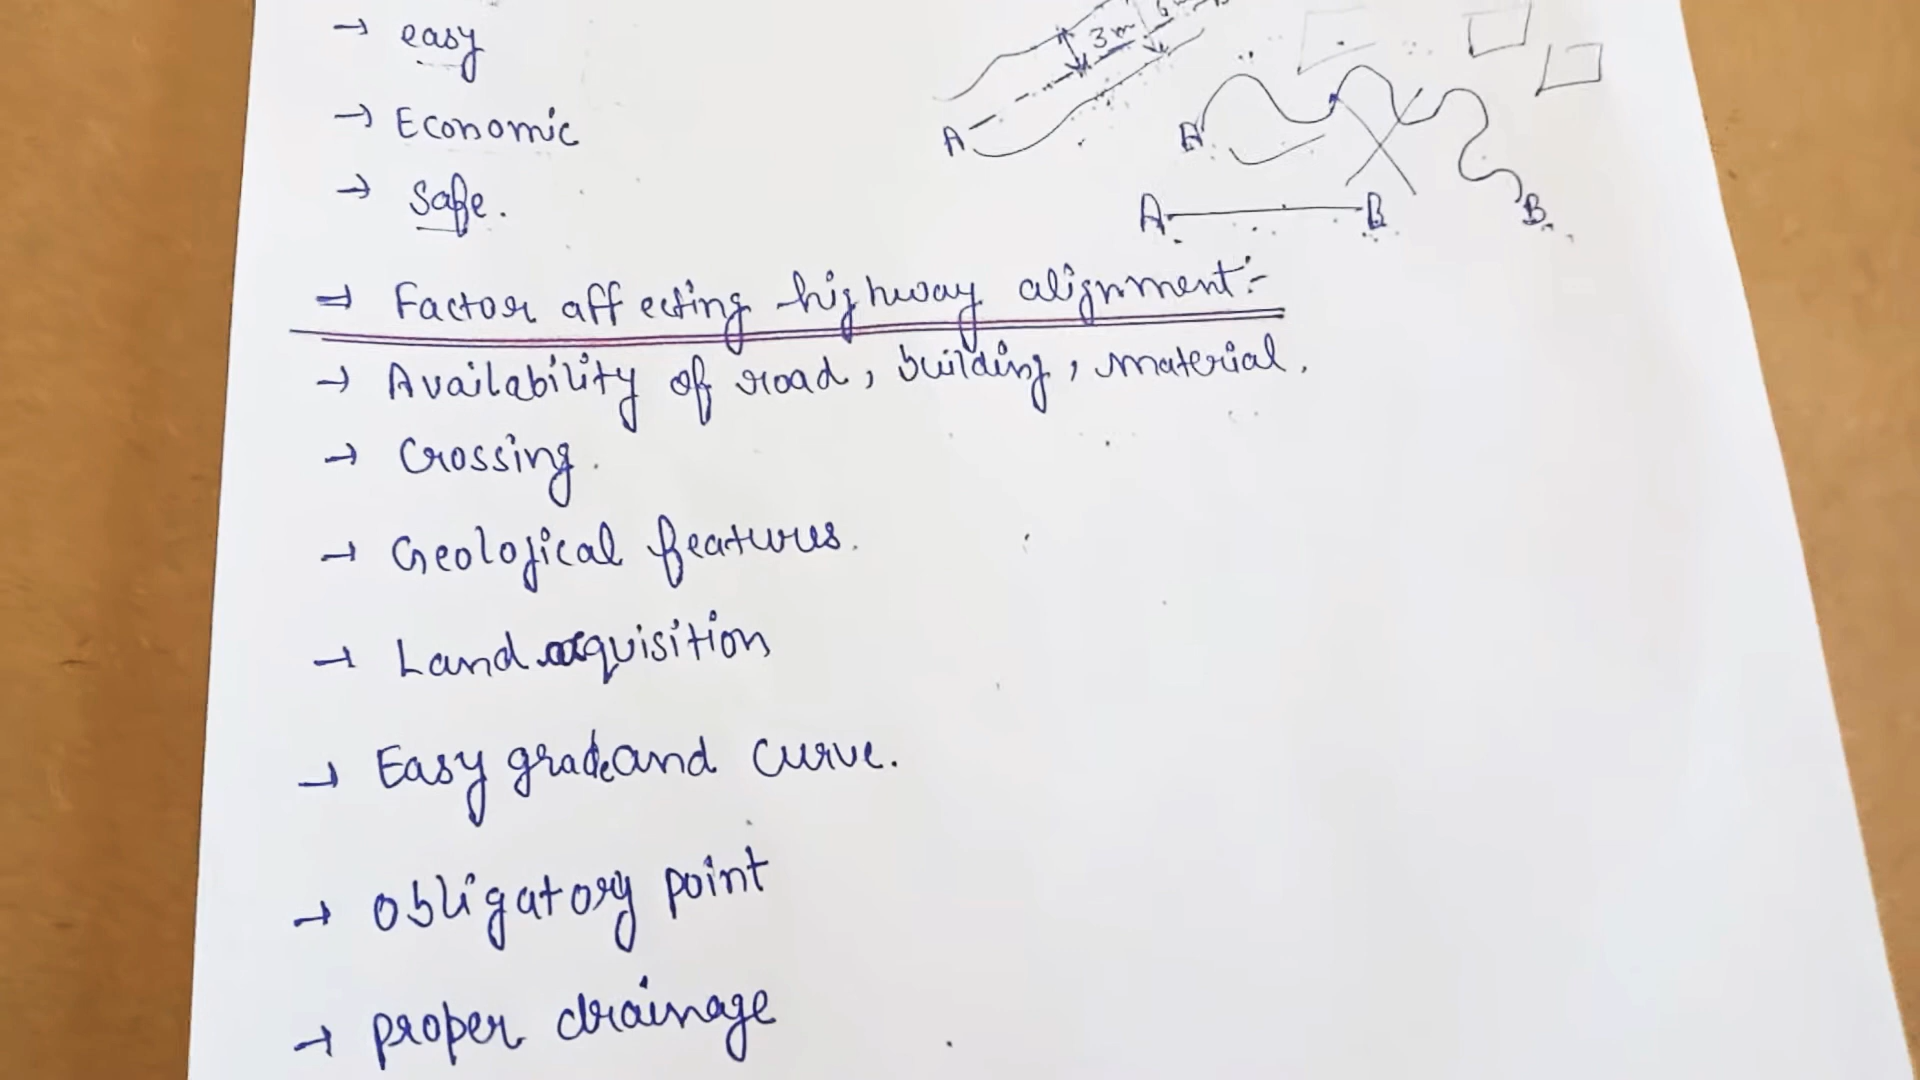 → easy
→ Economic
→ Safe.
3m
A
A
B.
A B
⇒ Factor affecting highway alignment:-
→ Availability of road, building, material.
→ Crossing.
→ Geological features.
→ Land acquisition
→ Easy grade and curve.
→ Obligatory point
→ proper drainage